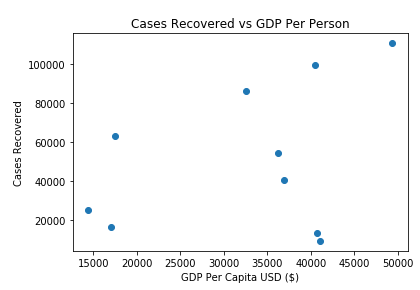 Cases Recovered vs GDP Per Person
100000
80000
60000
40000
20000
Cases Recovered
15000 20000 25000 30000 35000 40000 45000 50000
GDP Per Capita USD ($)